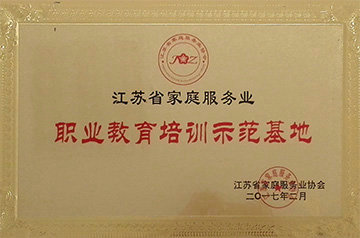 江苏省家庭服务业
职业教育培训示范基地
江苏省家庭服务业协会
二〇一七年二月